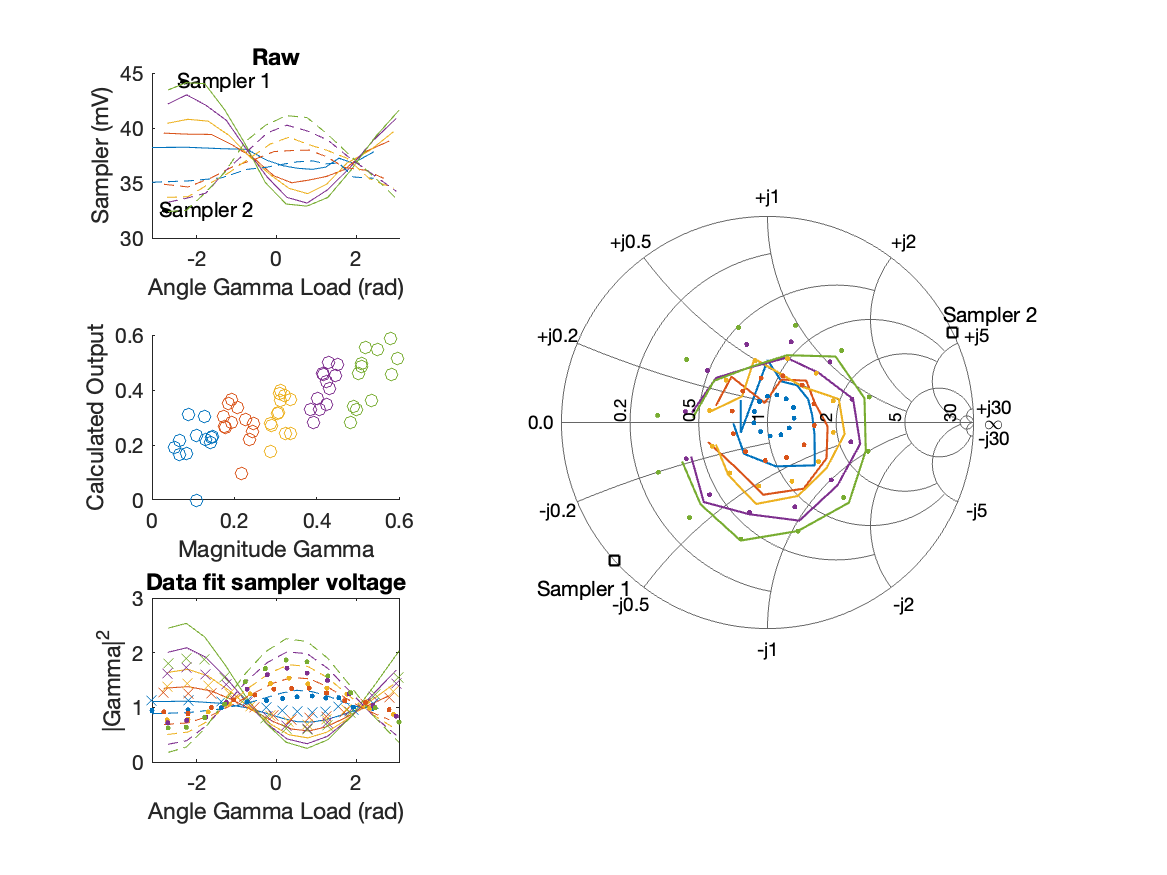 Raw
Sampler 1
Sampler 2
45
40
35
30
Sampler (mV)
-2
0
2
Angle Gamma Load (rad)
0.6
0.4
0.2
0
Calculated Output
0
0.2
0.4
0.6
Magnitude Gamma
Data fit sampler voltage
3
2
1
0
|Gamma|2
-2
0
2
Angle Gamma Load (rad)
+j1
+j0.5
+j2
Sampler 2
+j0.2
+j5
0.0
0.2
0.5
1
2
5
30
+j30
∞
-j30
-j0.2
-j5
Sampler 1
-j0.5
-j2
-j1